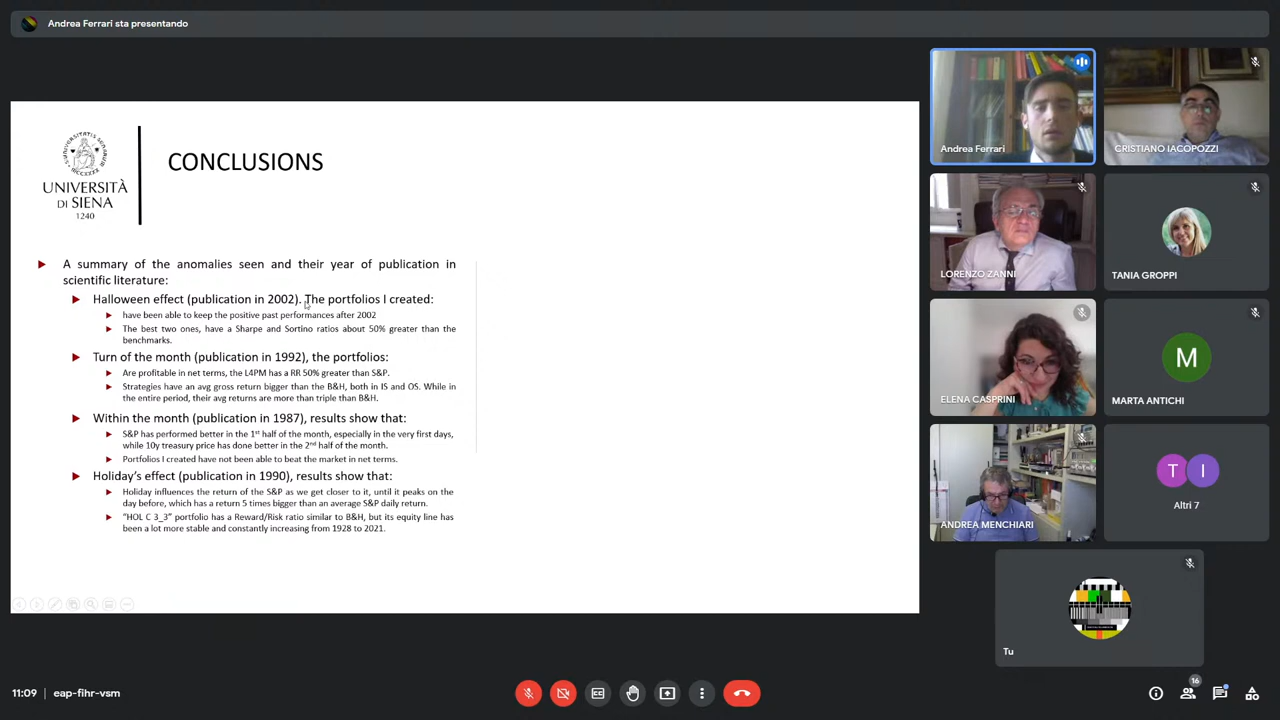 Andrea Ferrari sta presentando
UNIVERSITÀ
DI SIENA
1240
CONCLUSIONS
A summary of the anomalies seen and their year of publication in
scientific literature:
Halloween effect (publication in 2002). The portfolios I created:
have been able to keep the positive past performances after 2002
The best two ones, have a Sharpe and Sortino ratios about 50% greater than the
benchmarks.
Turn of the month (publication in 1992), the portfolios:
Are profitable in net terms, the L4PM has a RR 50% greater than S&P.
Strategies have an avg gross return bigger than the B&H, both in IS and OS. While in
the entire period, their avg returns are more than triple than B&H.
Within the month (publication in 1987), results show that:
S&P has performed better in the 1st half of the month, especially in the very first days,
while 10y treasury price has done better in the 2nd half of the month.
Portfolios I created have not been able to beat the market in net terms.
Holiday's effect (publication in 1990), results show that:
Holiday influences the return of the S&P as we get closer to it, until it peaks on the
day before, which has a return 5 times bigger than an average S&P daily return.
"HOL C 3_3" portfolio has a Reward/Risk ratio similar to B&H, but its equity line has
been a lot more stable and constantly increasing from 1928 to 2021.
Andrea Ferrari
CRISTIANO IACOPOZZI
LORENZO ZANNI
TANIA GROPPI
ELENA CASPRINI
M
MARTA ANTICHI
ANDREA MENCHIARI
T I
Altri 7
Tu
11:09 eap-fihr-vsm
16